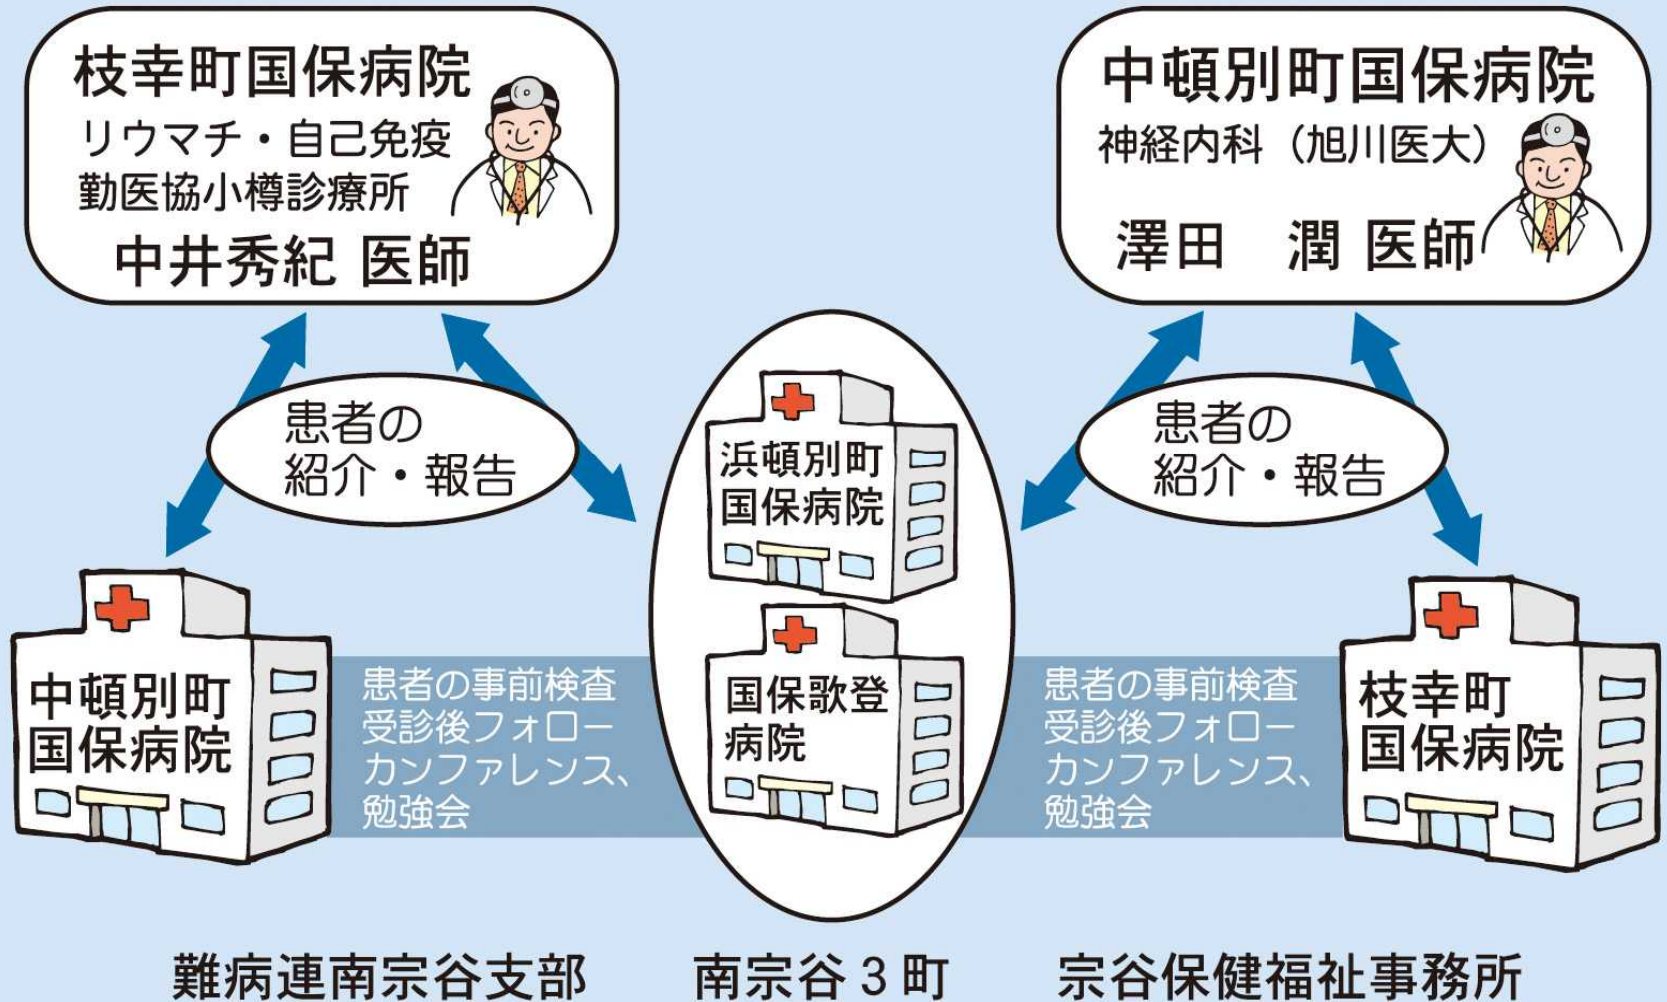 枝幸町国保病院
リウマチ・自己免疫
勤医協小樽診療所
中井秀紀 医師
中頓別町国保病院
神経内科（旭川医大）
澤田　潤 医師
患者の
紹介・報告
患者の
紹介・報告
浜頓別町
国保病院
国保歌登
病院
中頓別町
国保病院
患者の事前検査
受診後フォロー
カンファレンス、
勉強会
患者の事前検査
受診後フォロー
カンファレンス、
勉強会
枝幸町
国保病院
難病連南宗谷支部
南宗谷３町
宗谷保健福祉事務所